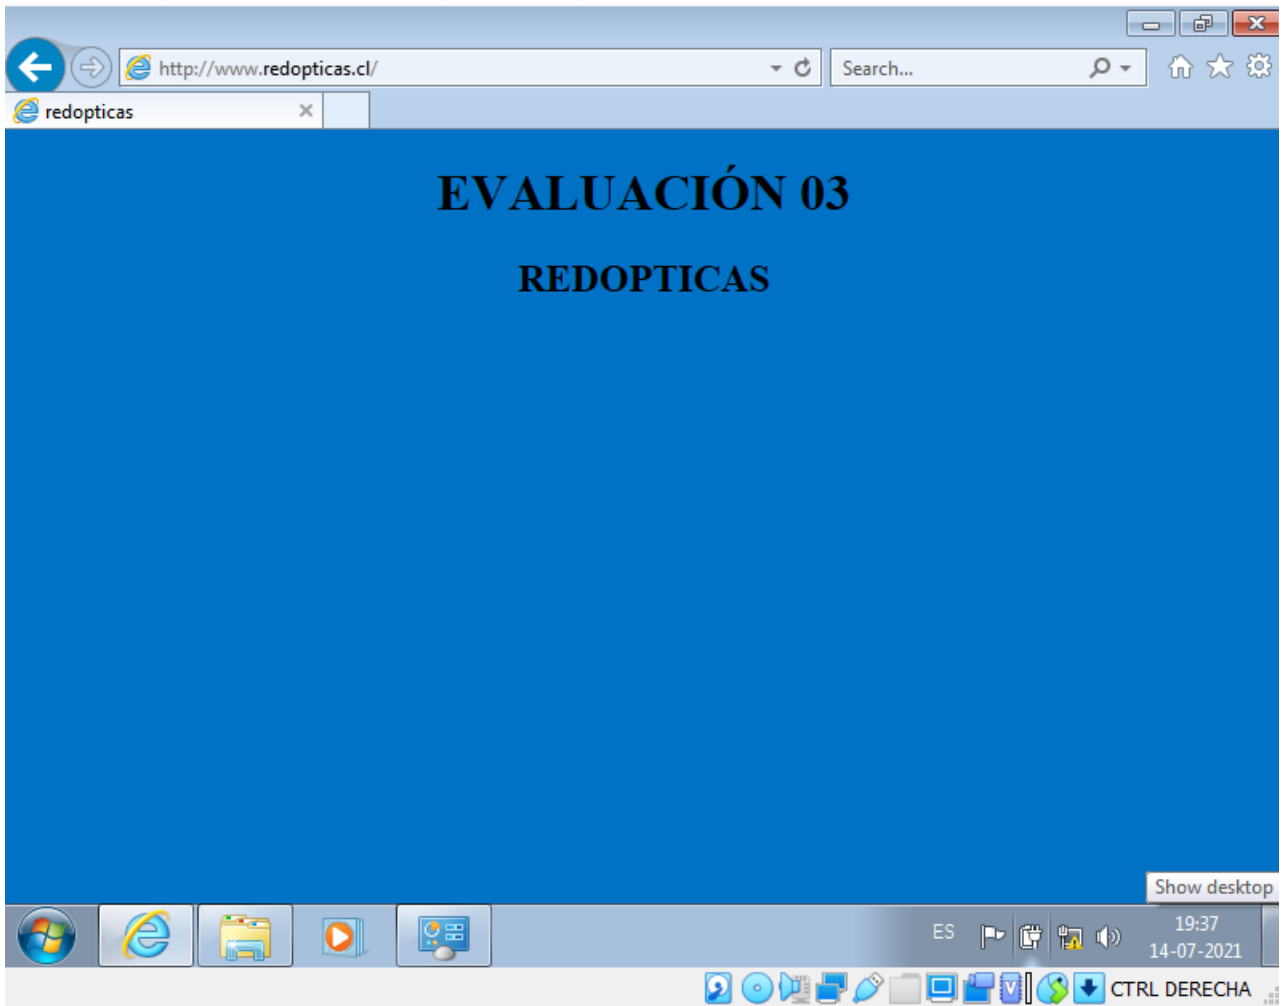 http://www.redopticas.cl/
Search...
redopticas
EVALUACIÓN 03
REDOPTICAS
Show desktop
ES
19:37
14-07-2021
CTRL DERECHA